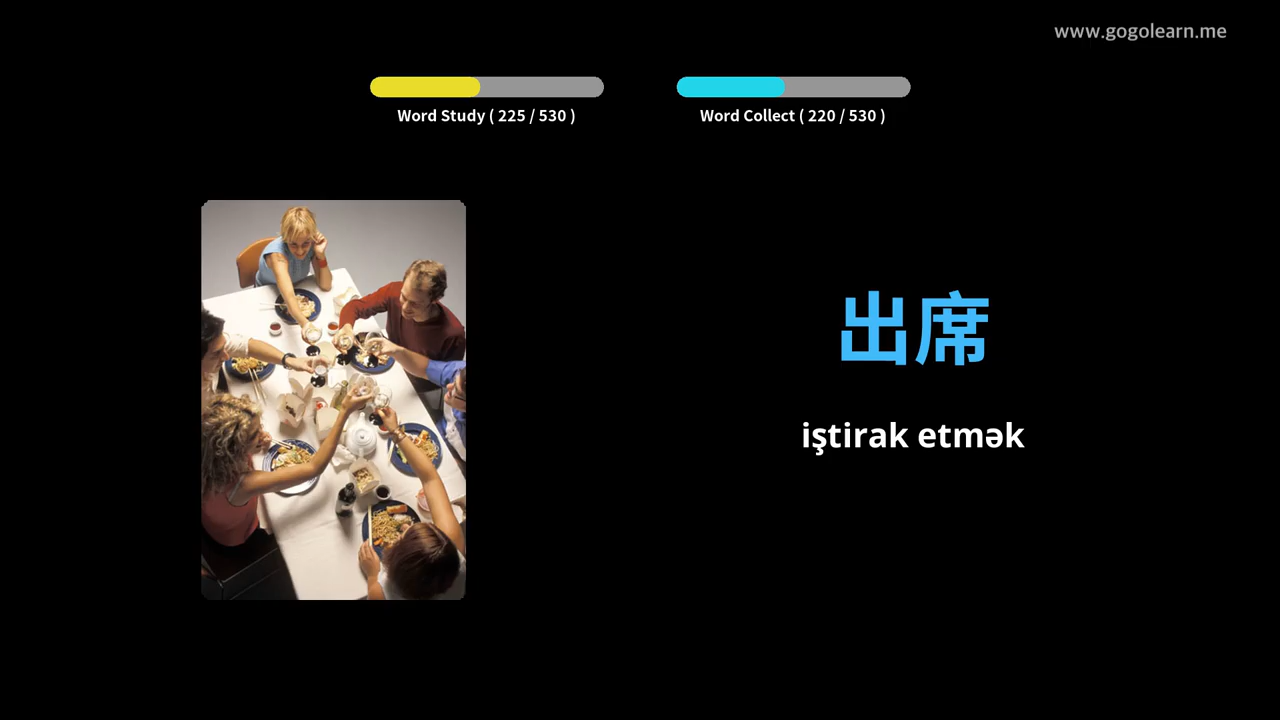 www.gogolearn.me
Word Study ( 225 / 530 )
Word Collect ( 220 / 530 )
出席
iştirak etmək